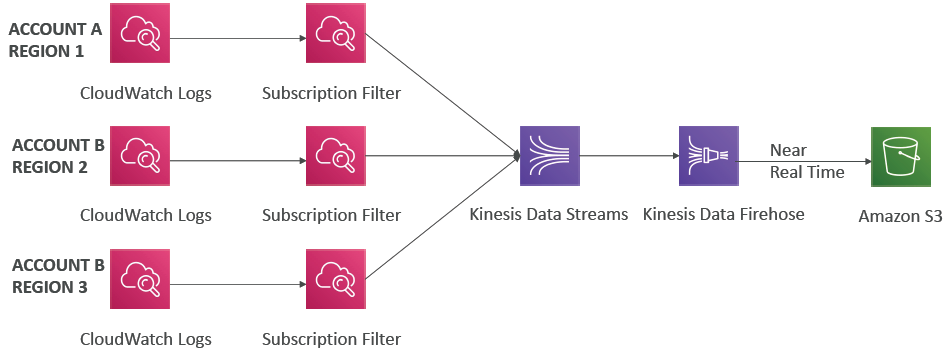 ACCOUNT A
REGION 1
CloudWatch Logs
Subscription Filter
ACCOUNT B
REGION 2
CloudWatch Logs
Subscription Filter
Kinesis Data Streams
Kinesis Data Firehose
Near
Real Time
Amazon S3
ACCOUNT B
REGION 3
CloudWatch Logs
Subscription Filter